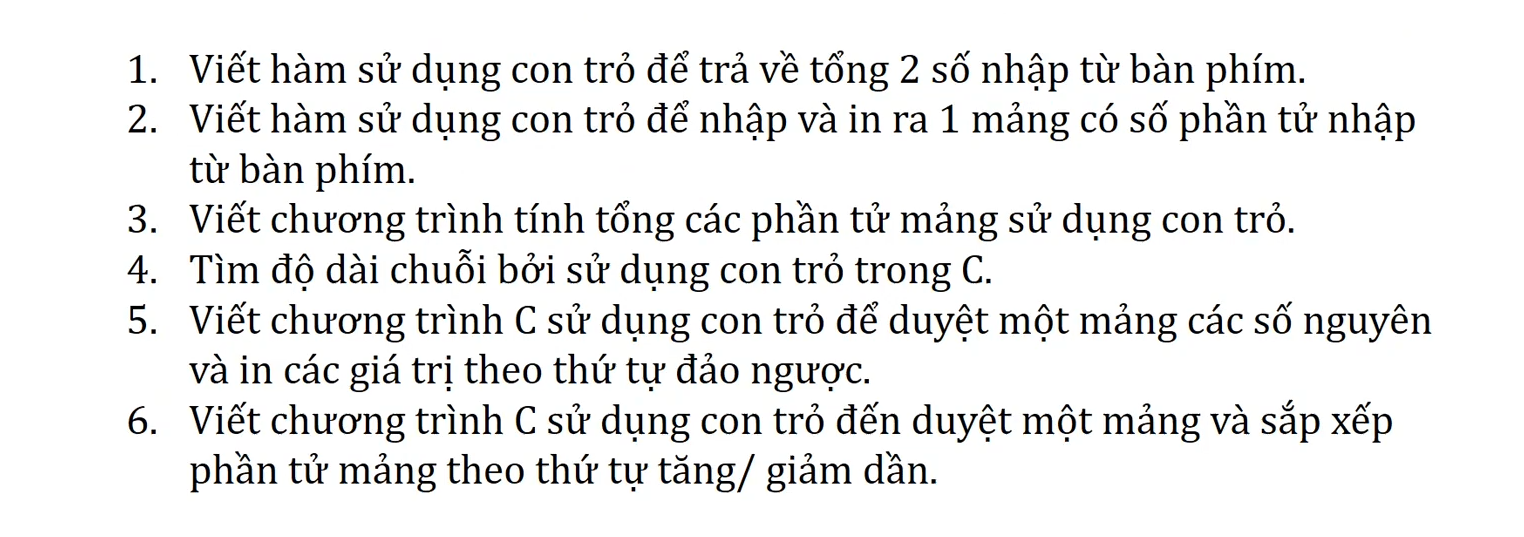 1. Viết hàm sử dụng con trỏ để trả về tổng 2 số nhập từ bàn phím.
2. Viết hàm sử dụng con trỏ để nhập và in ra 1 mảng có số phần tử nhập
từ bàn phím.
3. Viết chương trình tính tổng các phần tử mảng sử dụng con trỏ.
4. Tìm độ dài chuỗi bởi sử dụng con trỏ trong C.
5. Viết chương trình C sử dụng con trỏ để duyệt một mảng các số nguyên
và in các giá trị theo thứ tự đảo ngược.
6. Viết chương trình C sử dụng con trỏ đến duyệt một mảng và sắp xếp
phần tử mảng theo thứ tự tăng/ giảm dần.